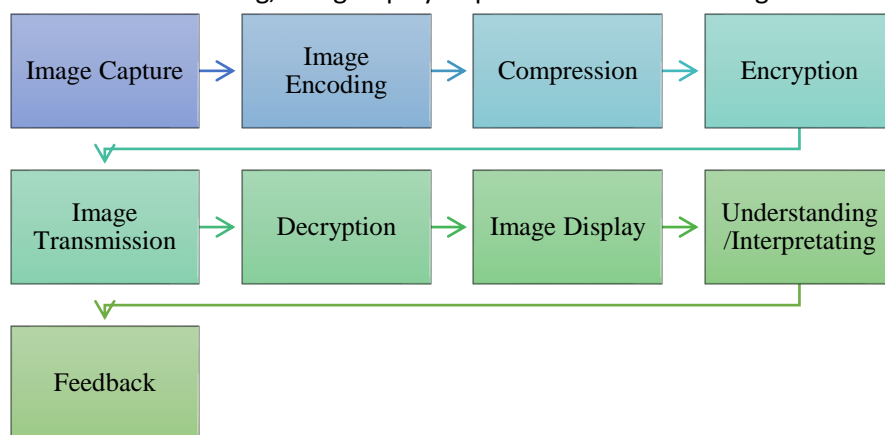 Image Capture
Image
Encoding
Compression
Encryption
Image
Transmission
Decryption
Image Display
Understanding
/Interpretating
Feedback